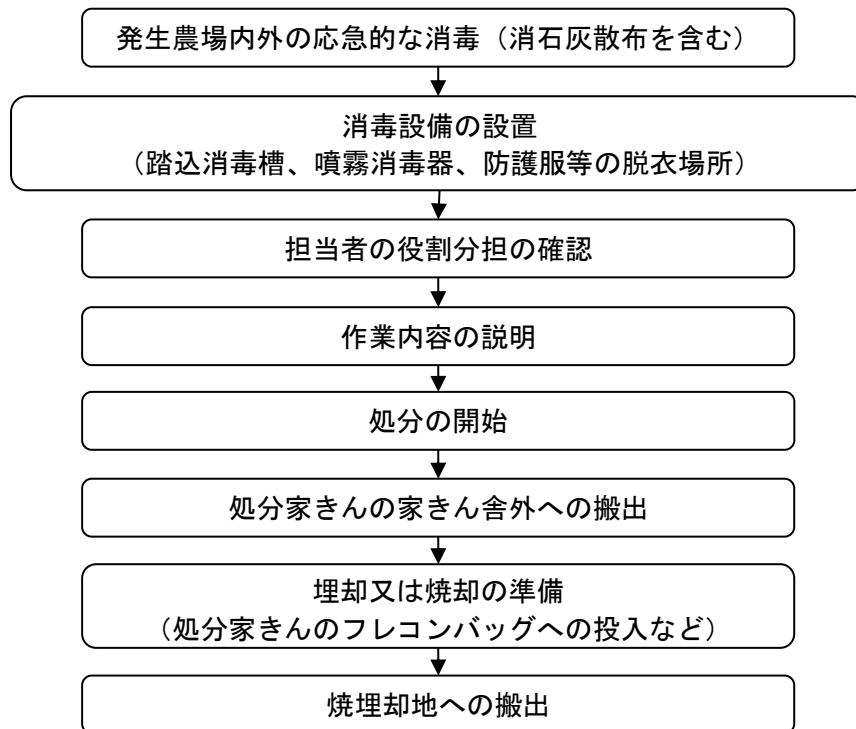 発生農場内外の応急的な消毒（消石灰散布を含む）
消毒設備の設置
（踏込消毒槽、噴霧消毒器、防護服等の脱衣場所）
担当者の役割分担の確認
作業内容の説明
処分の開始
処分家きんの家きん舎外への搬出
埋却又は焼却の準備
（処分家きんのフレコンバッグへの投入など）
焼埋却地への搬出